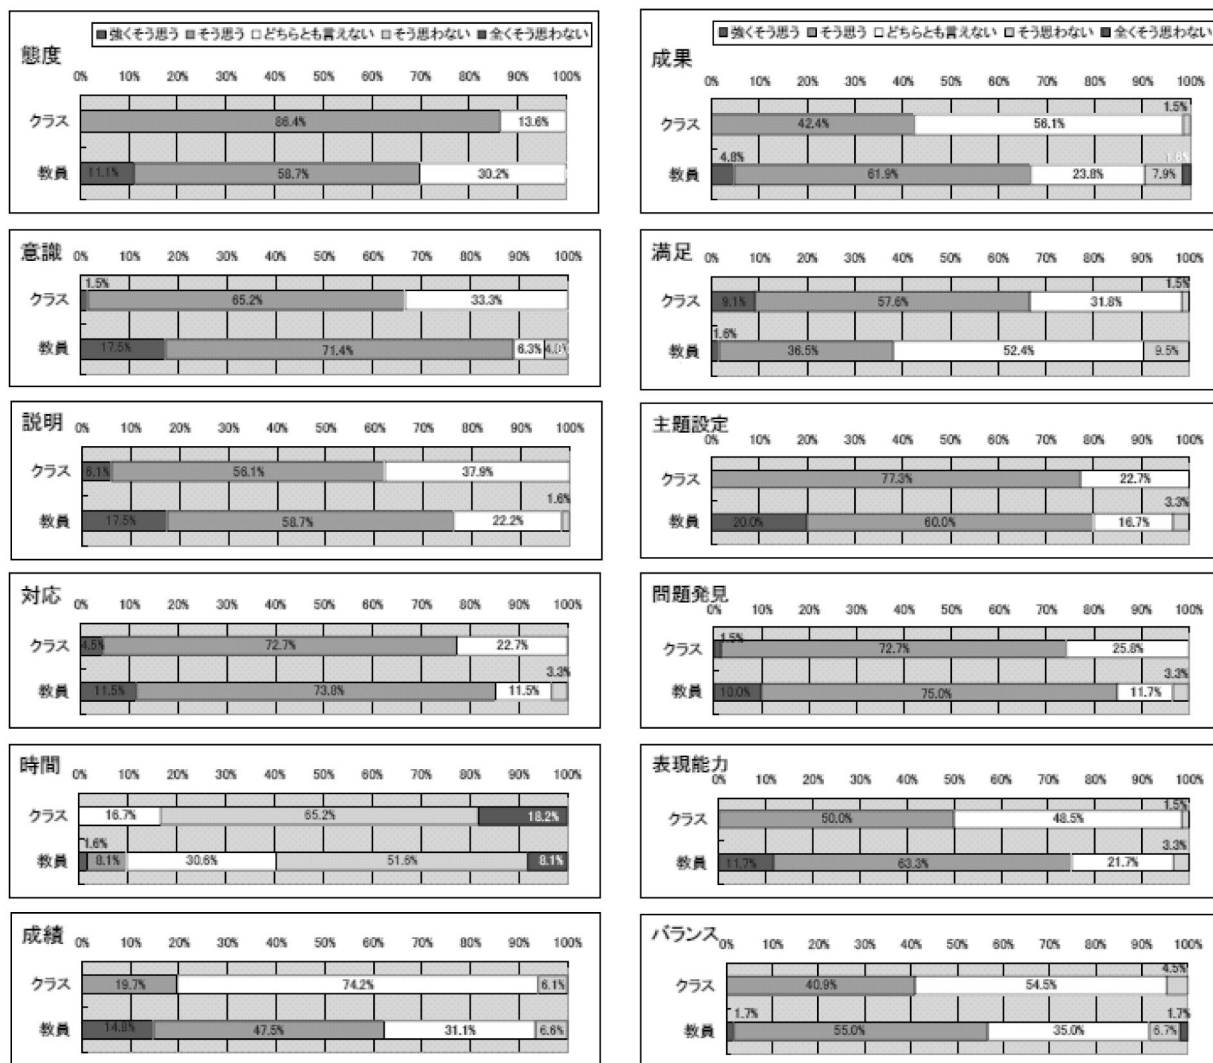 ■強くそう思う ■そう思う □どちらとも言えない □そう思わない ■全くそう思わない
態度
0% 10% 20% 30% 40% 50% 60% 70% 80% 90% 100%
クラス 86.4% 13.6%
教員 11.1% 58.7% 30.2%
意識
0% 10% 20% 30% 40% 50% 60% 70% 80% 90% 100%
1.5%
クラス 65.2% 33.3%
教員 17.5% 71.4% 6.3%
説明
0% 10% 20% 30% 40% 50% 60% 70% 80% 90% 100%
クラス 6.1% 56.1% 37.9%
1.6%
教員 17.5% 58.7% 22.2%
対応
0% 10% 20% 30% 40% 50% 60% 70% 80% 90% 100%
クラス 4.5% 72.7% 22.7%
3.3%
教員 11.5% 73.8% 11.5%
時間
0% 10% 20% 30% 40% 50% 60% 70% 80% 90% 100%
クラス 16.7% 65.2% 18.2%
1.6%
教員 8.1% 30.6% 51.6% 8.1%
成績
0% 10% 20% 30% 40% 50% 60% 70% 80% 90% 100%
クラス 19.7% 74.2% 6.1%
教員 14.8% 47.5% 31.1% 6.6%
■強くそう思う ■そう思う □どちらとも言えない □そう思わない ■全くそう思わない
成果
0% 10% 20% 30% 40% 50% 60% 70% 80% 90% 100%
1.5%
クラス 42.4% 56.1%
4.8% 1.6%
教員 61.9% 23.8% 7.9%
満足
0% 10% 20% 30% 40% 50% 60% 70% 80% 90% 100%
1.5%
クラス 9.1% 57.6% 31.8%
1.6%
教員 36.5% 52.4% 9.5%
主題設定
0% 10% 20% 30% 40% 50% 60% 70% 80% 90% 100%
クラス 77.3% 22.7%
3.3%
教員 20.0% 60.0% 16.7%
問題発見
0% 10% 20% 30% 40% 50% 60% 70% 80% 90% 100%
1.5%
クラス 72.7% 25.8%
3.3%
教員 10.0% 75.0% 11.7%
表現能力
0% 10% 20% 30% 40% 50% 60% 70% 80% 90% 100%
1.5%
クラス 50.0% 48.5%
3.3%
教員 11.7% 63.3% 21.7%
バランス
0% 10% 20% 30% 40% 50% 60% 70% 80% 90% 100%
4.5%
クラス 40.9% 54.5%
1.7% 1.7%
教員 55.0% 35.0% 6.7%